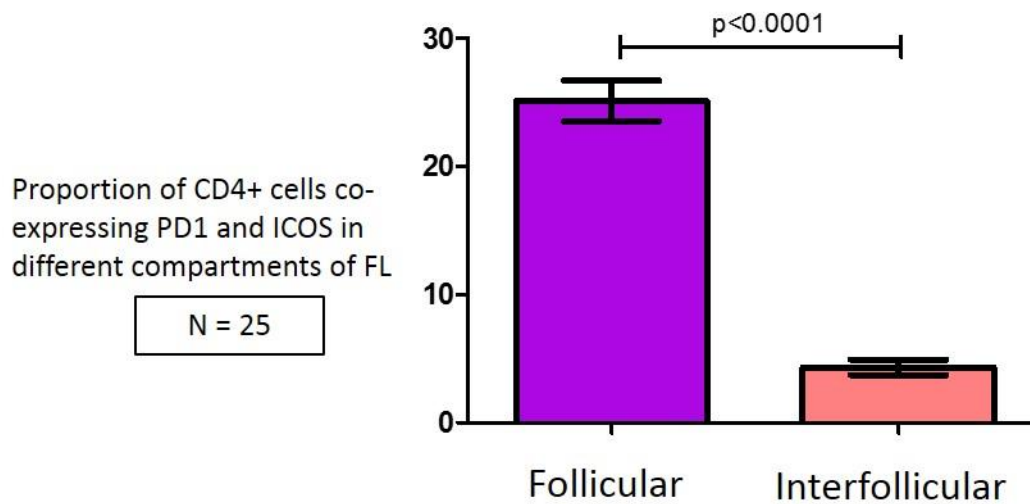 p<0.0001
30
20
10
0
Proportion of CD4+ cells co-
expressing PD1 and ICOS in
different compartments of FL
N = 25
Follicular
Interfollicular